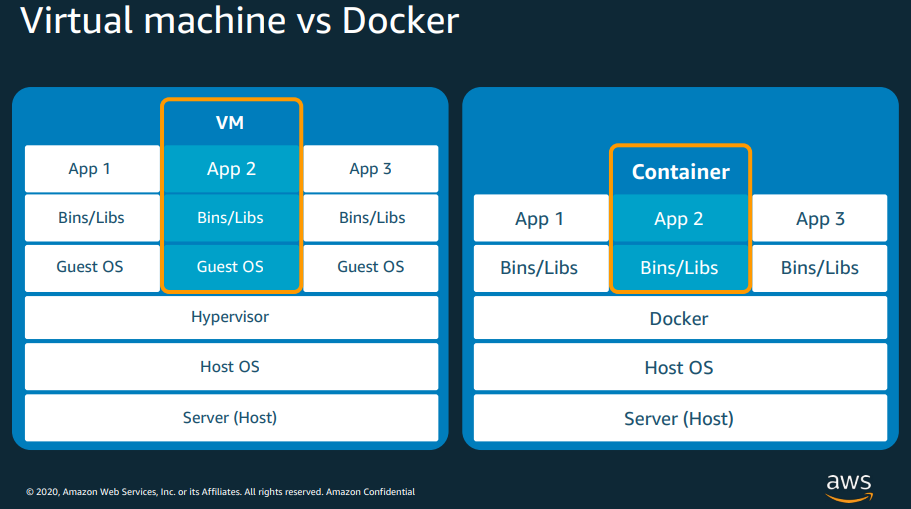 Virtual machine vs Docker
VM
App 1 App 2 App 3
Bins/Libs Bins/Libs Bins/Libs
Guest OS Guest OS Guest OS
Hypervisor
Host OS
Server (Host)
Container
App 1 App 2 App 3
Bins/Libs Bins/Libs Bins/Libs
Docker
Host OS
Server (Host)
© 2020, Amazon Web Services, Inc. or its Affiliates. All rights reserved. Amazon Confidential
aws